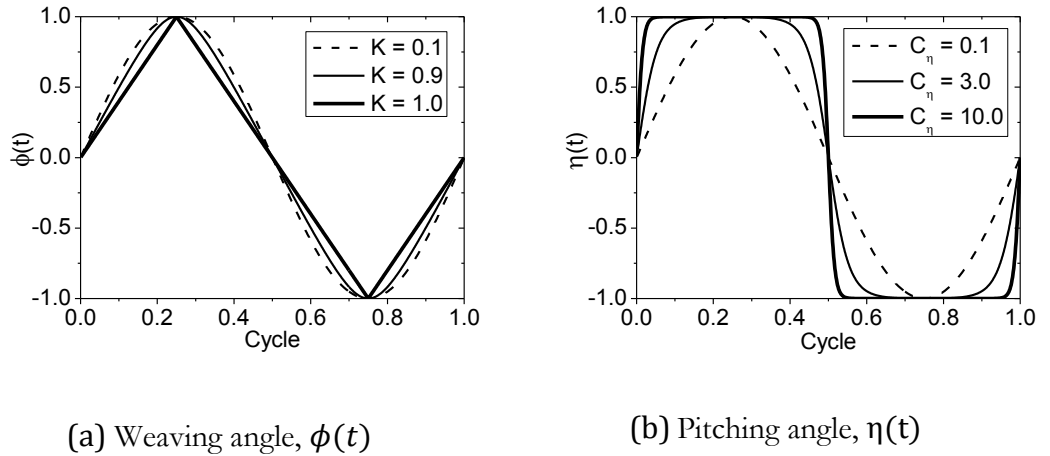 1.0
0.5
0.0
-0.5
-1.0
ϕ(t)
K = 0.1
K = 0.9
K = 1.0
0.0 0.2 0.4 0.6 0.8 1.0
Cycle
1.0
0.5
0.0
-0.5
-1.0
η(t)
C_η = 0.1
C_η = 3.0
C_η = 10.0
0.0 0.2 0.4 0.6 0.8 1.0
Cycle
(a) Weaving angle, ϕ(t)
(b) Pitching angle, η(t)